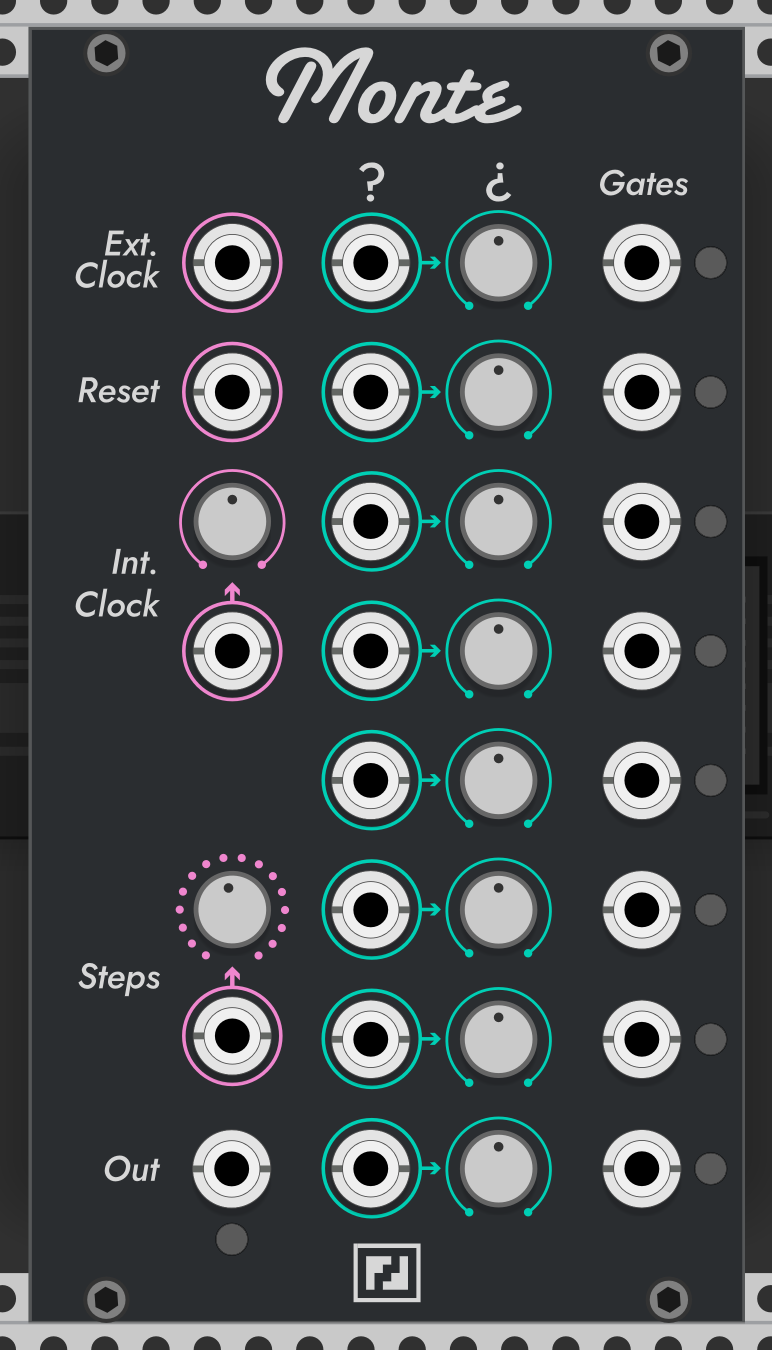 Monte
? ¿ Gates
Ext.
Clock
Reset
Int.
Clock
Steps
Out